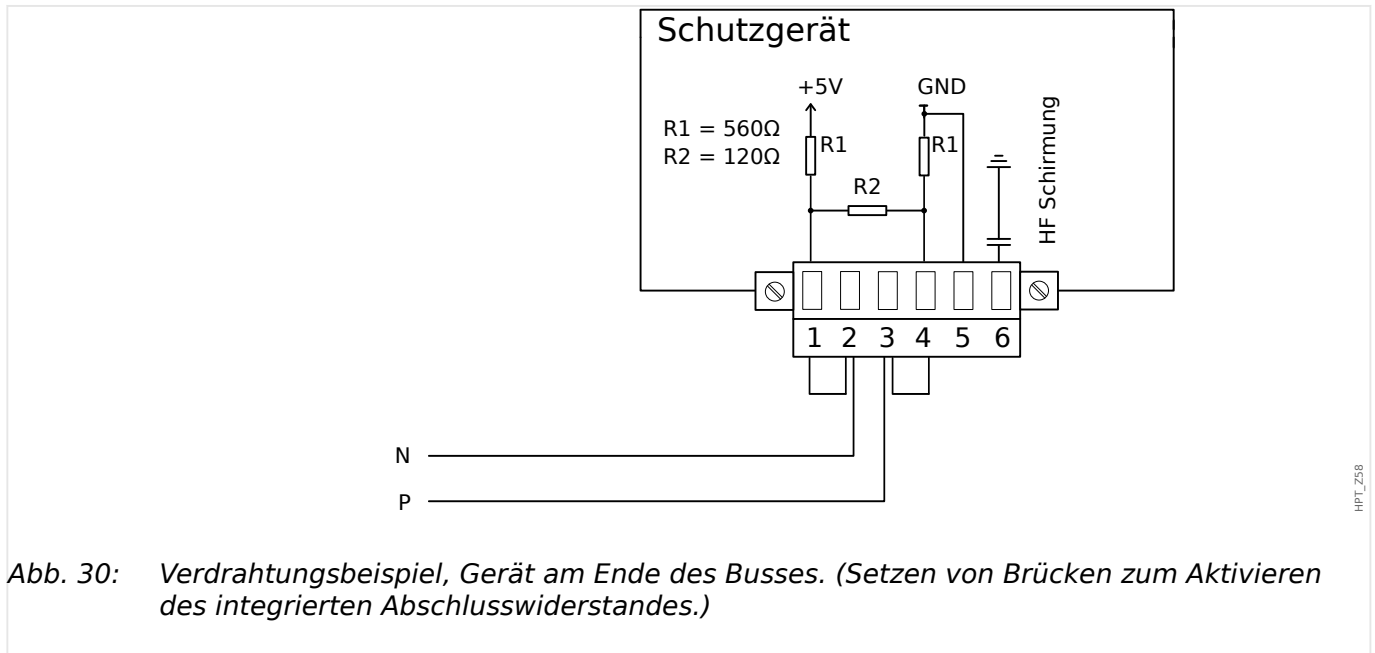 Schutzgerät
+5V
GND
R1 = 560Ω
R2 = 120Ω
R1
R1
R2
HF Schirmung
1 2 3 4 5 6
N
P
HPT_Z58
Abb. 30: Verdrahtungsbeispiel, Gerät am Ende des Busses. (Setzen von Brücken zum Aktivieren
des integrierten Abschlusswiderstandes.)